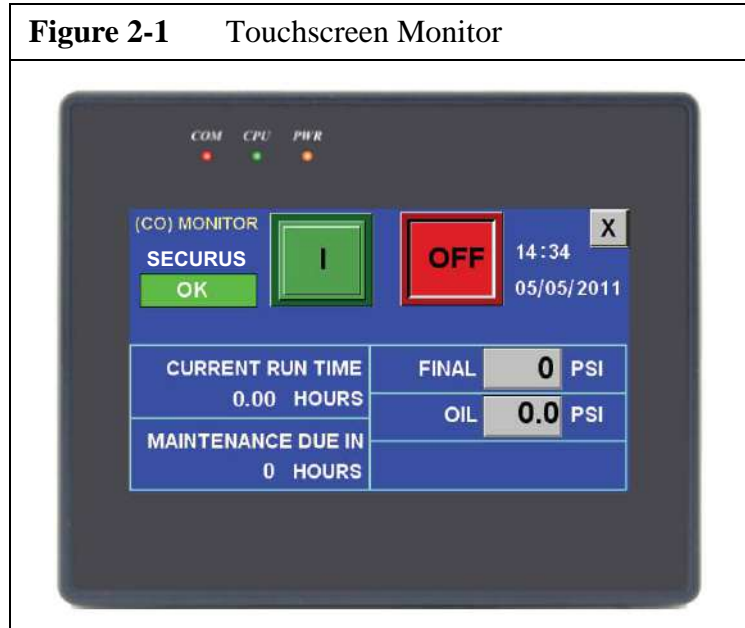 Figure 2-1 Touchscreen Monitor
COM CPU PWR
(CO) MONITOR
SECURUS
OK
I
OFF
X
14:34
05/05/2011
CURRENT RUN TIME
0.00 HOURS
MAINTENANCE DUE IN
0 HOURS
FINAL 0 PSI
OIL 0.0 PSI